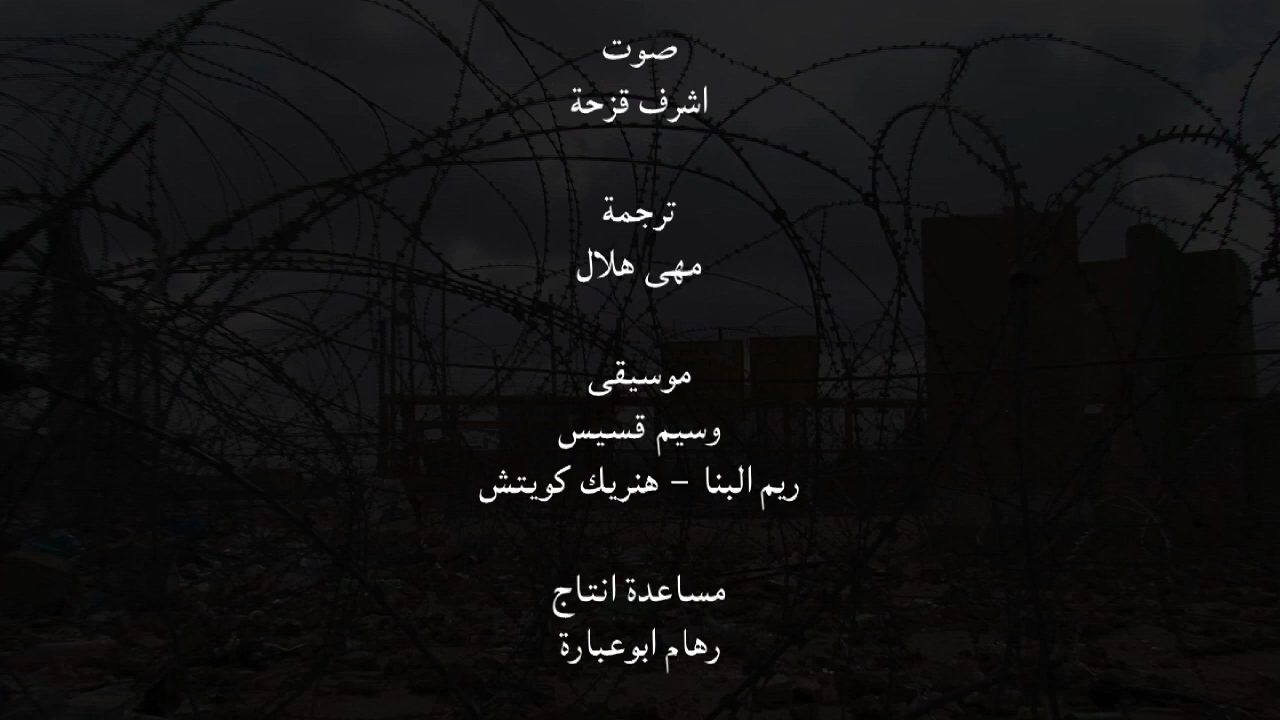 صوت
اشرف قزحة
ترجمة
مهى هلال
موسيقى
وسيم قسيس
ريم البنا – هنريك كويتش
مساعدة انتاج
رهام ابوعبارة